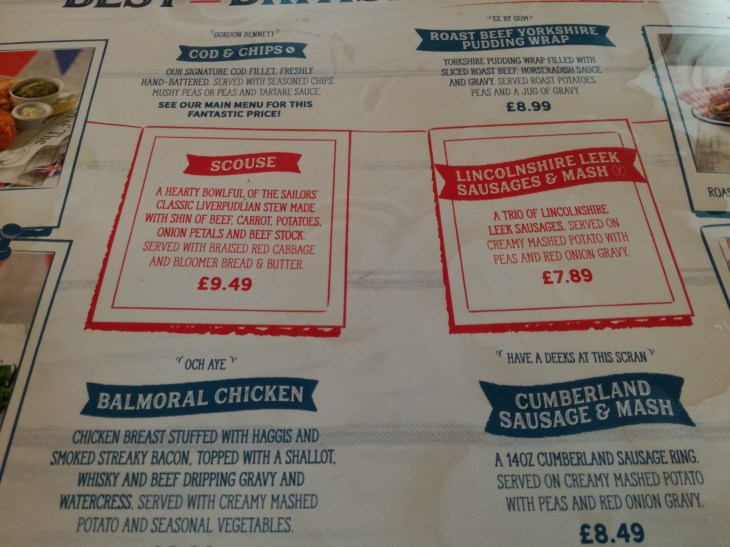 "GORDON BENNETT"
COD & CHIPS
OUR SIGNATURE COD FILLET, FRESHLY
HAND-BATTERED. SERVED WITH SEASONED CHIPS,
MUSHY PEAS OR PEAS AND TARTARE SAUCE.
SEE OUR MAIN MENU FOR THIS
FANTASTIC PRICE!
"EE BY GUM"
ROAST BEEF YORKSHIRE
PUDDING WRAP
YORKSHIRE PUDDING WRAP FILLED WITH
SLICED ROAST BEEF, HORSERADISH SAUCE
AND GRAVY. SERVED ROAST POTATOES,
PEAS AND A JUG OF GRAVY.
£8.99
SCOUSE
A HEARTY BOWLFUL OF THE SAILORS'
CLASSIC LIVERPUDLIAN STEW MADE
WITH SHIN OF BEEF, CARROT, POTATOES,
ONION PETALS AND BEEF STOCK.
SERVED WITH BRAISED RED CABBAGE
AND BLOOMER BREAD & BUTTER.
£9.49
LINCOLNSHIRE LEEK
SAUSAGES & MASH V
A TRIO OF LINCOLNSHIRE
LEEK SAUSAGES. SERVED ON
CREAMY MASHED POTATO WITH
PEAS AND RED ONION GRAVY.
£7.89
"OCH AYE"
BALMORAL CHICKEN
CHICKEN BREAST STUFFED WITH HAGGIS AND
SMOKED STREAKY BACON, TOPPED WITH A SHALLOT,
WHISKY AND BEEF DRIPPING GRAVY AND
WATERCRESS. SERVED WITH CREAMY MASHED
POTATO AND SEASONAL VEGETABLES.
"HAVE A DEEKS AT THIS SCRAN"
CUMBERLAND
SAUSAGE & MASH
A 14OZ CUMBERLAND SAUSAGE RING.
SERVED ON CREAMY MASHED POTATO
WITH PEAS AND RED ONION GRAVY.
£8.49